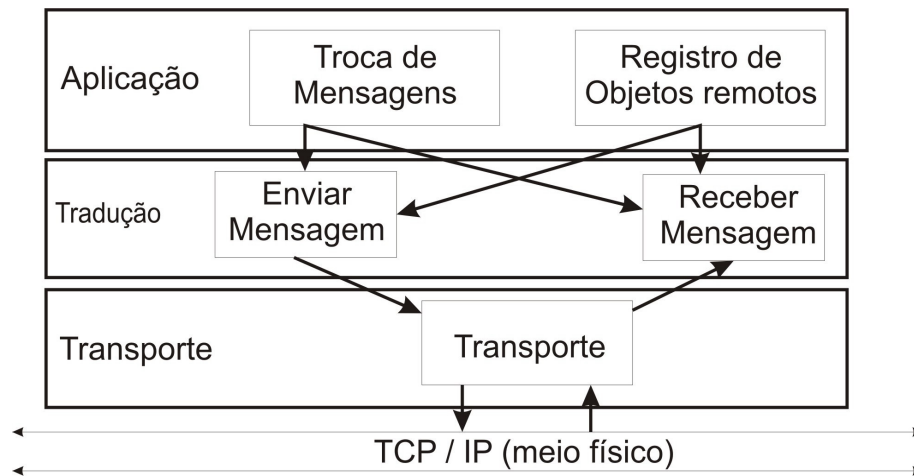 Aplicação
Troca de
Mensagens
Registro de
Objetos remotos
Tradução
Enviar
Mensagem
Receber
Mensagem
Transporte
Transporte
TCP / IP (meio físico)